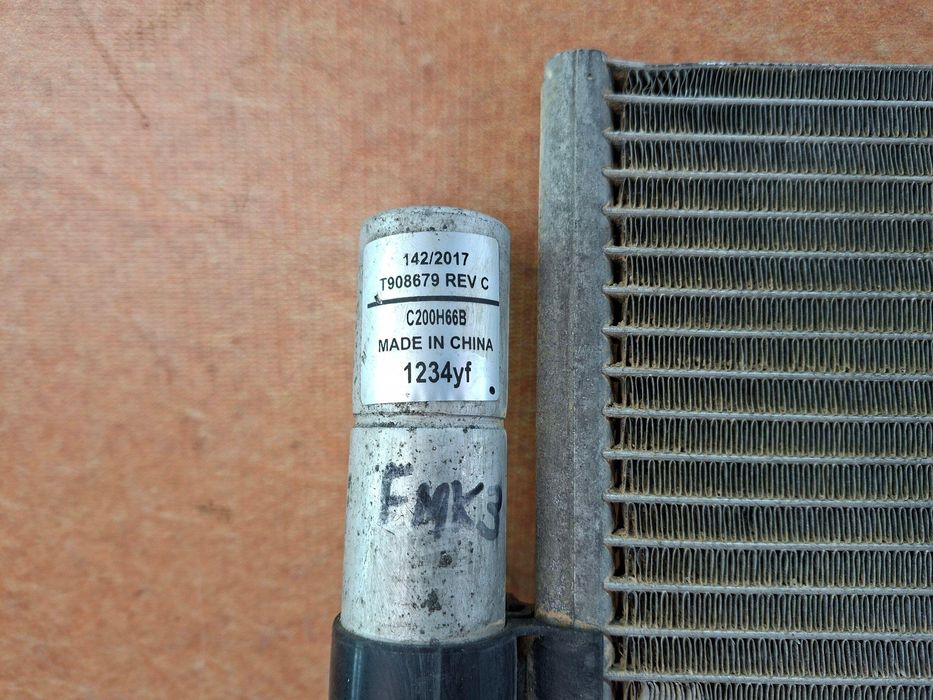 142/2017
T908679 REV C
C200H66B
MADE IN CHINA
1234yf
FMK3